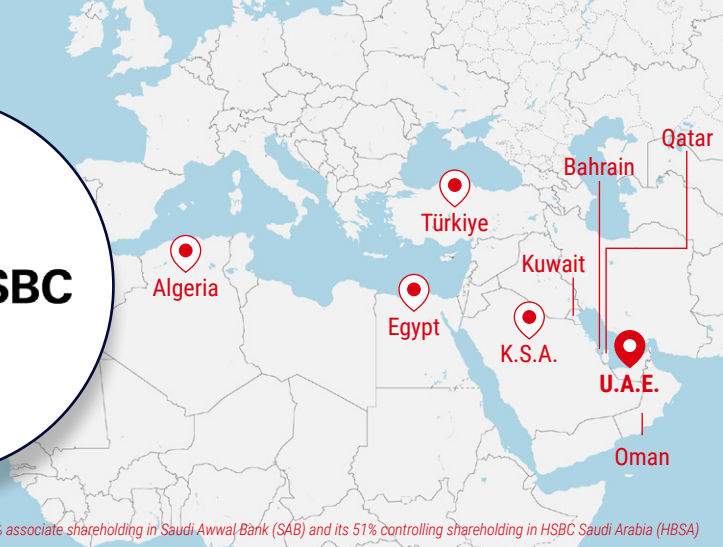 SBC
Qatar
Bahrain
Türkiye
Kuwait
Algeria
Egypt
K.S.A.
U.A.E.
Oman
associate shareholding in Saudi Awwal Bank (SAB) and its 51% controlling shareholding in HSBC Saudi Arabia (HBSA)